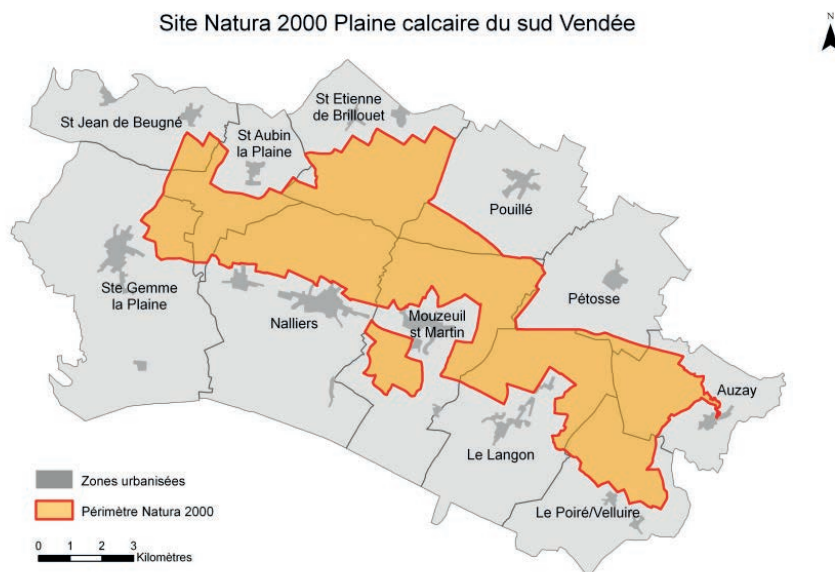 Site Natura 2000 Plaine calcaire du sud Vendée
N
St Jean de Beugné
St Aubin
la Plaine
St Etienne
de Brillouet
Pouillé
Ste Gemme
la Plaine
Nalliers
Mouzeuil
st Martin
Pétosse
Auzay
Le Langon
Le Poiré/Velluire
Zones urbanisées
Périmètre Natura 2000
0 1 2 3
Kilomètres